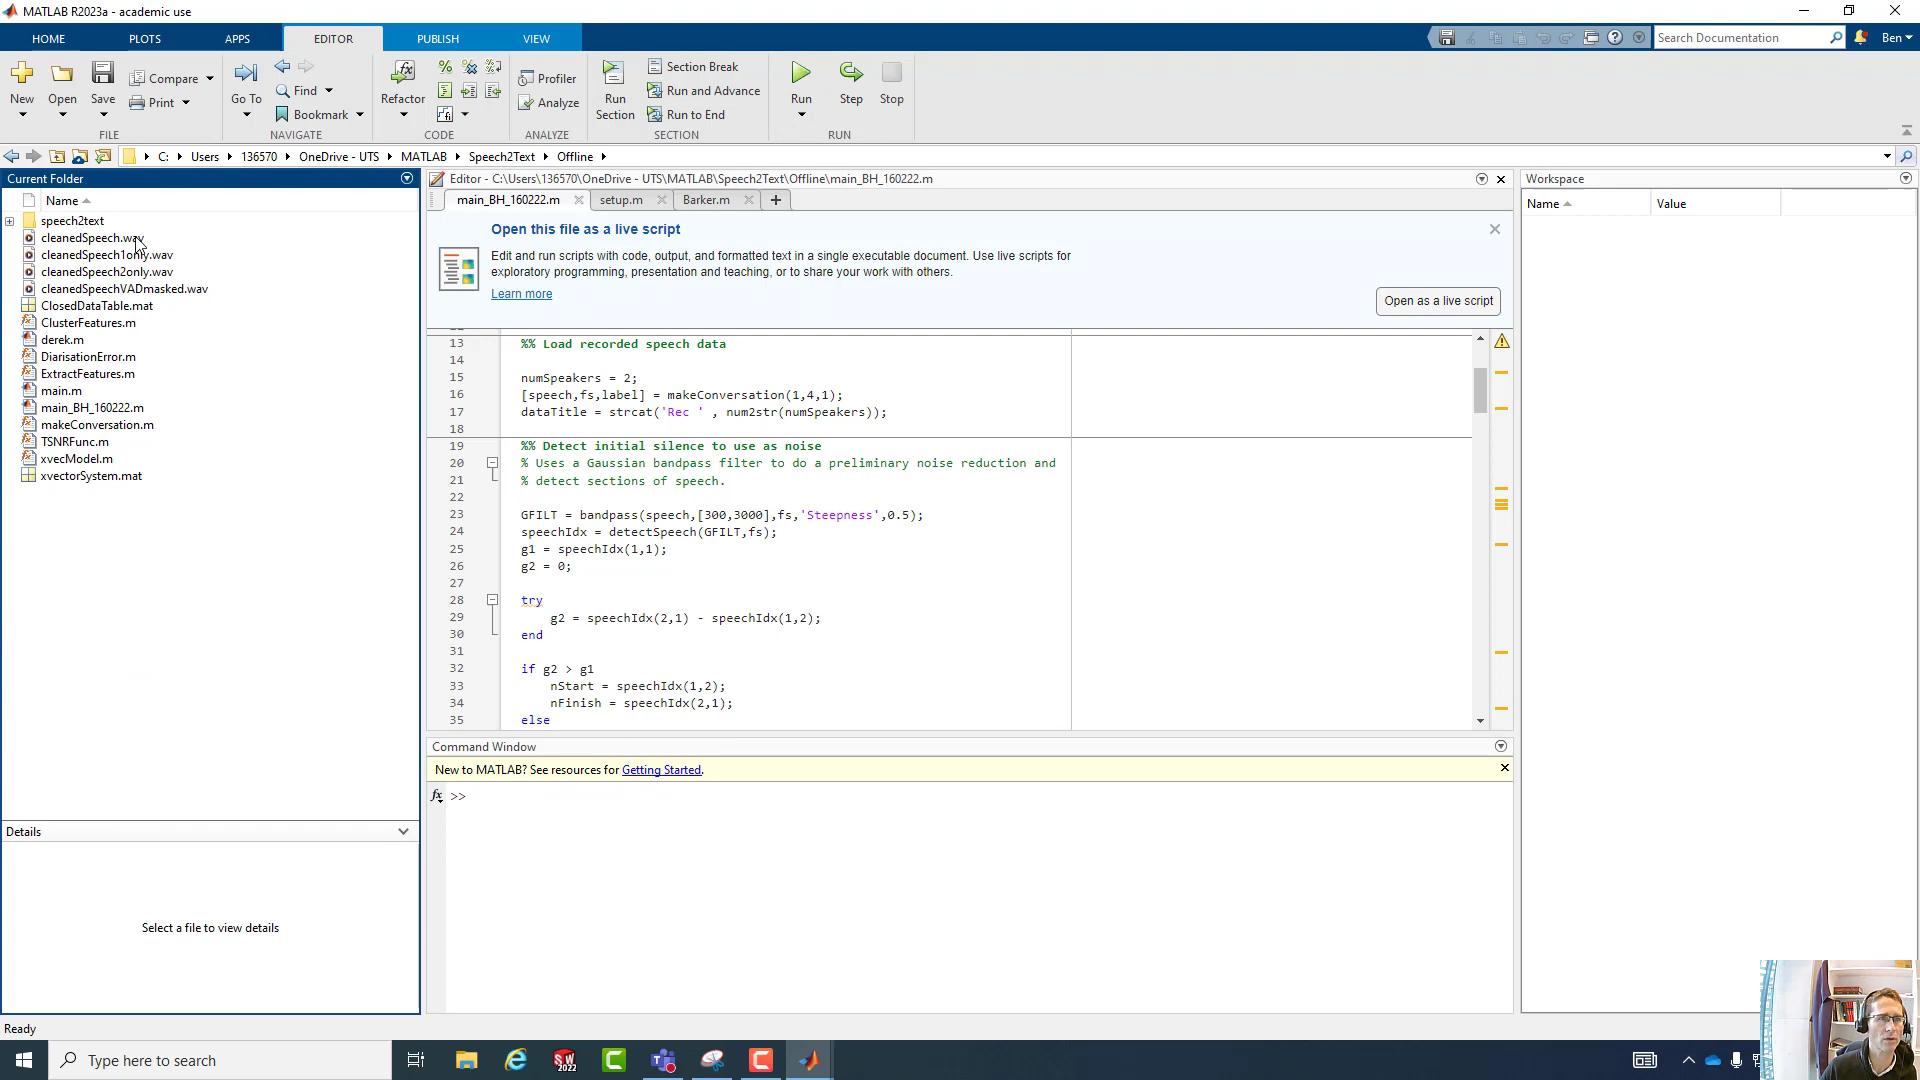 MATLAB R2023a - academic use
HOME PLOTS APPS EDITOR PUBLISH VIEW
Search Documentation
Ben
New
Open
Save
Compare
Print
FILE
Go To
Find
Bookmark
NAVIGATE
Refactor
CODE
Profiler
Analyze
ANALYZE
Run Section
Section Break
Run and Advance
Run to End
SECTION
Run
Step
Stop
RUN
C: Users 136570 OneDrive - UTS MATLAB Speech2Text Offline
Current Folder
Name
speech2text
cleanedSpeech.wav
cleanedSpeech1only.wav
cleanedSpeech2only.wav
cleanedSpeechVADmasked.wav
ClosedDataTable.mat
ClusterFeatures.m
derek.m
DiarisationError.m
ExtractFeatures.m
main.m
main_BH_160222.m
makeConversation.m
TSNRFunc.m
xvecModel.m
xvectorSystem.mat
Details
Select a file to view details
Editor - C:\Users\136570\OneDrive - UTS\MATLAB\Speech2Text\Offline\main_BH_160222.m
main_BH_160222.m setup.m Barker.m +
Open this file as a live script
Edit and run scripts with code, output, and formatted text in a single executable document. Use live scripts for
exploratory programming, presentation and teaching, or to share your work with others.
Learn more
Open as a live script
13 %% Load recorded speech data
14
15 numSpeakers = 2;
16 [speech,fs,label] = makeConversation(1,4,1);
17 dataTitle = strcat('Rec ' , num2str(numSpeakers));
18
19 %% Detect initial silence to use as noise
20 % Uses a Gaussian bandpass filter to do a preliminary noise reduction and
21 % detect sections of speech.
22
23 GFILT = bandpass(speech,[300,3000],fs,'Steepness',0.5);
24 speechIdx = detectSpeech(GFILT,fs);
25 g1 = speechIdx(1,1);
26 g2 = 0;
27
28 try
29 g2 = speechIdx(2,1) - speechIdx(1,2);
30 end
31
32 if g2 > g1
33 nStart = speechIdx(1,2);
34 nFinish = speechIdx(2,1);
35 else
Command Window
New to MATLAB? See resources for Getting Started.
fx >>
Workspace
Name Value
Ready
Type here to search
SW 2022